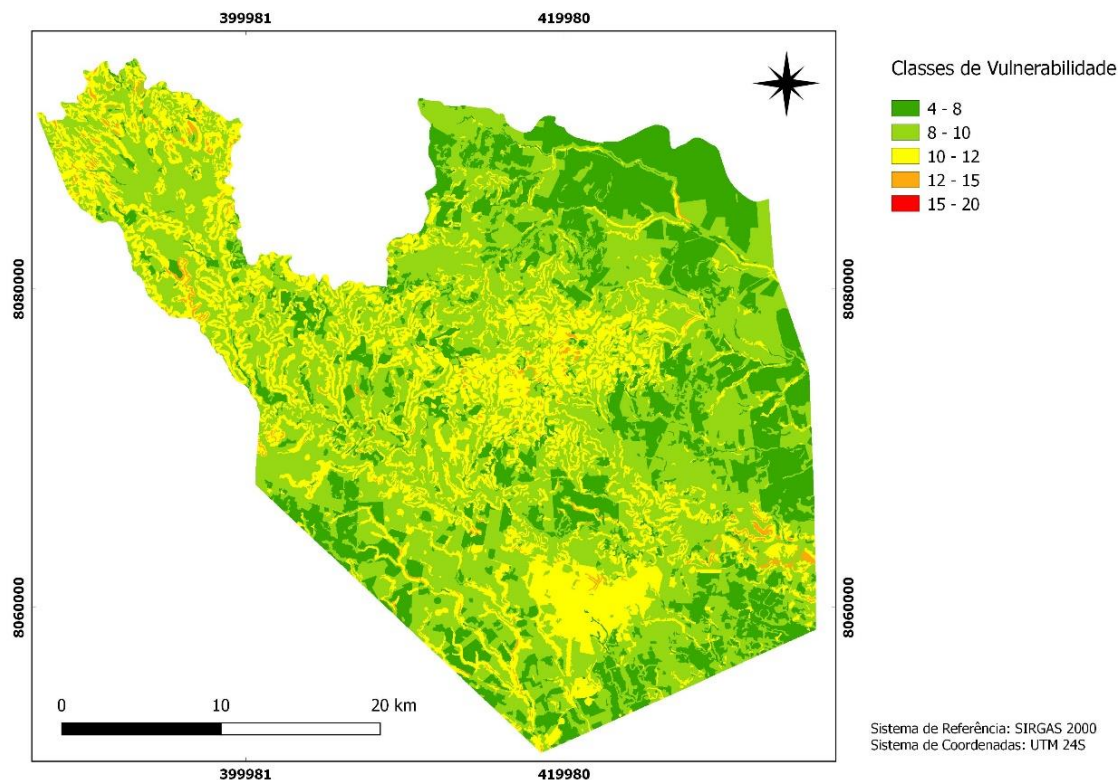 399981 419980
Classes de Vulnerabilidade
4 - 8
8 - 10
10 - 12
12 - 15
15 - 20
8080000 8080000
8060000 8060000
0 10 20 km
Sistema de Referência: SIRGAS 2000
Sistema de Coordenadas: UTM 24S
399981 419980